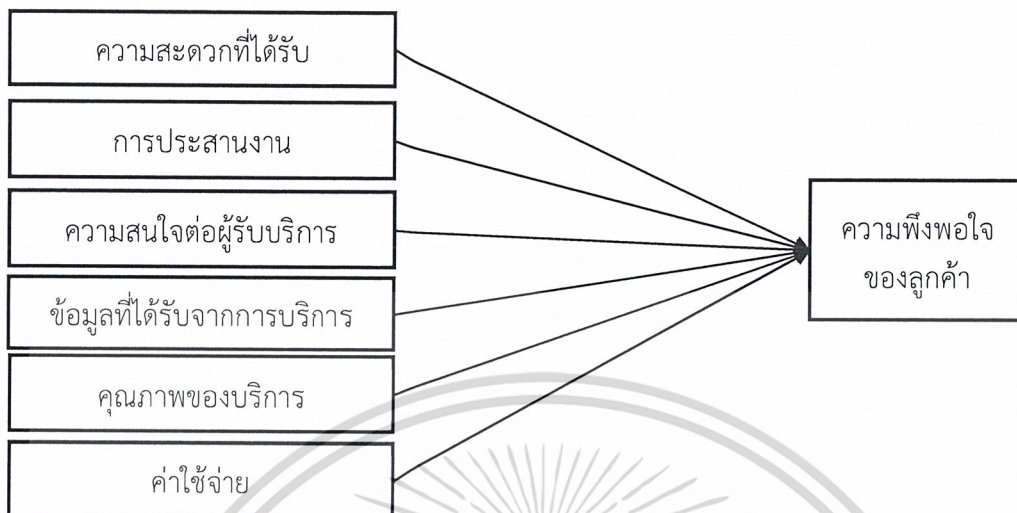 ความสะดวกที่ได้รับ
การประสานงาน
ความสนใจต่อผู้รับบริการ
ข้อมูลที่ได้รับจากการบริการ
คุณภาพของบริการ
ค่าใช้จ่าย
ความพึงพอใจ
ของลูกค้า